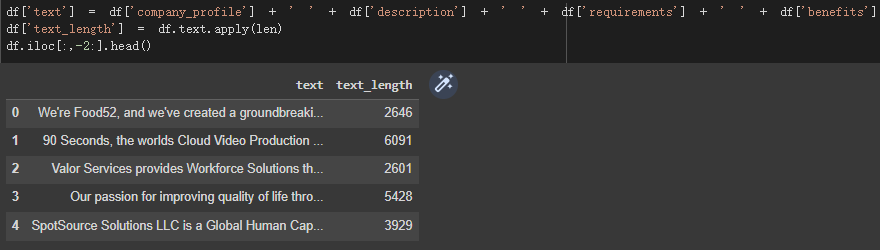 df['text'] = df['company_profile'] + ' ' + df['description'] + ' ' + df['requirements'] + ' ' + df['benefits']
df['text_length'] = df.text.apply(len)
df.iloc[:,-2:].head()
text text_length
0 We're Food52, and we've created a groundbreaki... 2646
1 90 Seconds, the worlds Cloud Video Production ... 6091
2 Valor Services provides Workforce Solutions th... 2601
3 Our passion for improving quality of life thro... 5428
4 SpotSource Solutions LLC is a Global Human Cap... 3929